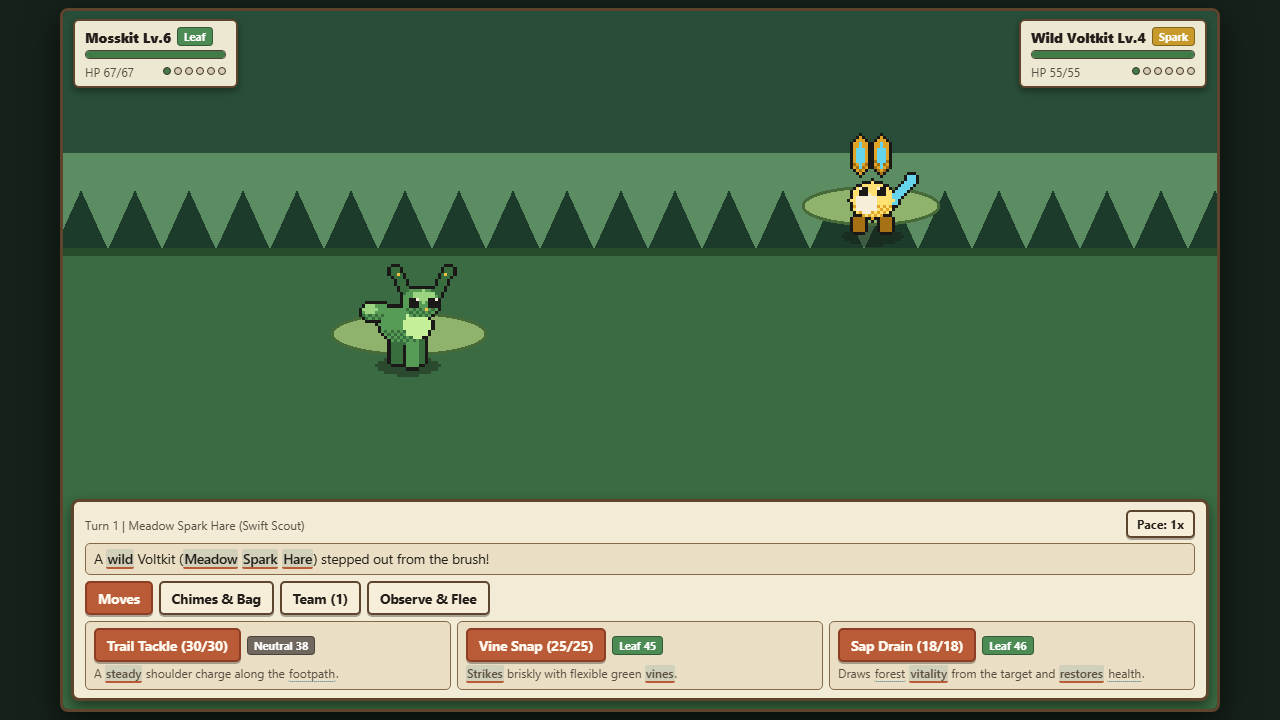 Mosskit Lv.6 Leaf
HP 67/67
Wild Voltkit Lv.4 Spark
HP 55/55
Turn 1 | Meadow Spark Hare (Swift Scout)
Pace: 1x
A wild Voltkit (Meadow Spark Hare) stepped out from the brush!
Moves Chimes & Bag Team (1) Observe & Flee
Trail Tackle (30/30) Neutral 38
A steady shoulder charge along the footpath.
Vine Snap (25/25) Leaf 45
Strikes briskly with flexible green vines.
Sap Drain (18/18) Leaf 46
Draws forest vitality from the target and restores health.